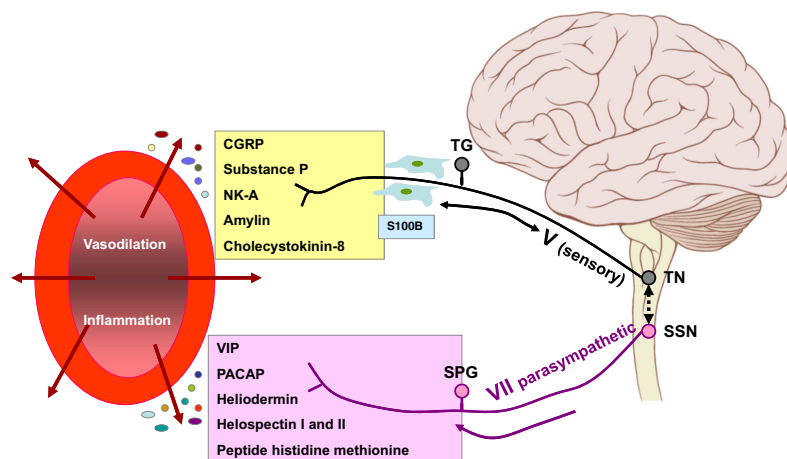 CGRP
Substance P
NK-A
Amylin
Cholecystokinin-8
TG
S100B
V (sensory)
Vasodilation
Inflammation
TN
SSN
VIP
PACAP
Heliodermin
Helospectin I and II
Peptide histidine methionine
SPG
VII parasympathetic